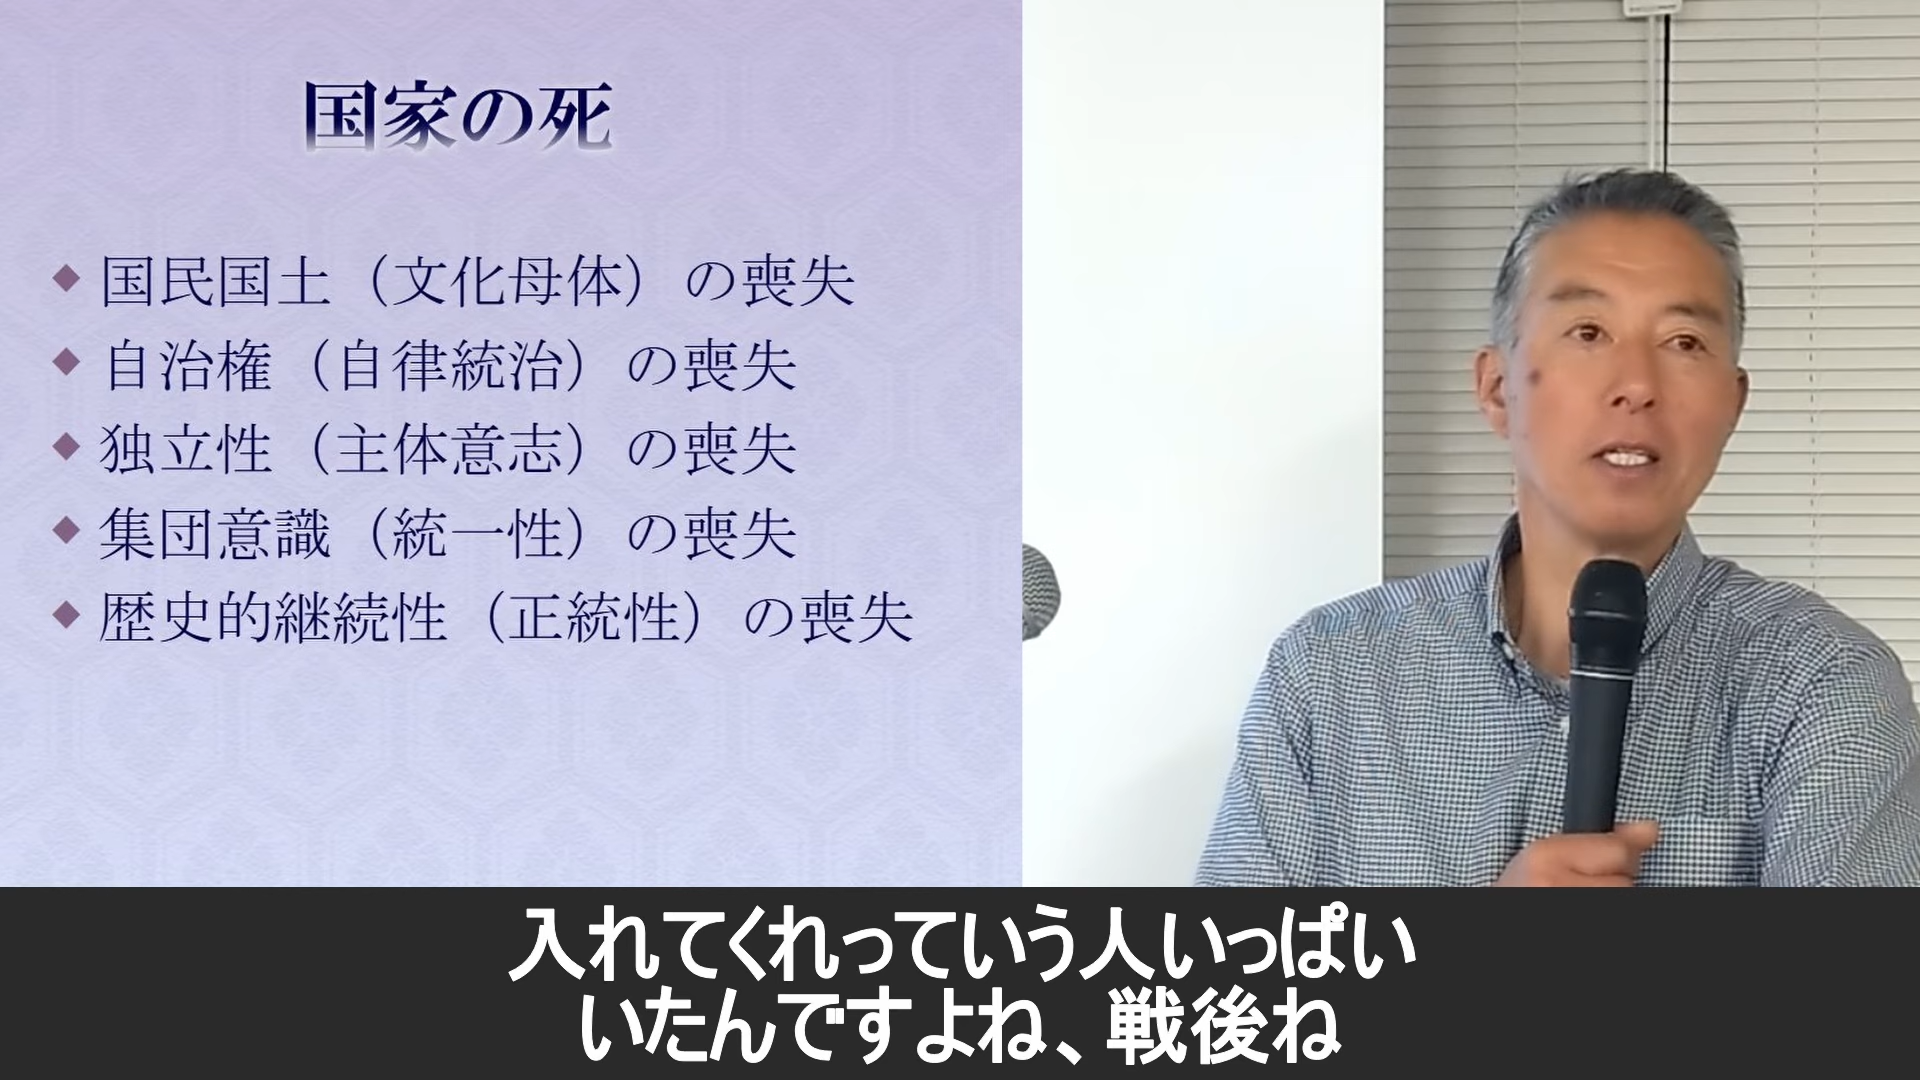 国家の死
国民国土（文化母体）の喪失
自治権（自律統治）の喪失
独立性（主体意志）の喪失
集団意識（統一性）の喪失
歴史的継続性（正統性）の喪失
入れてくれっていう人いっぱい
いたんですよね、戦後ね